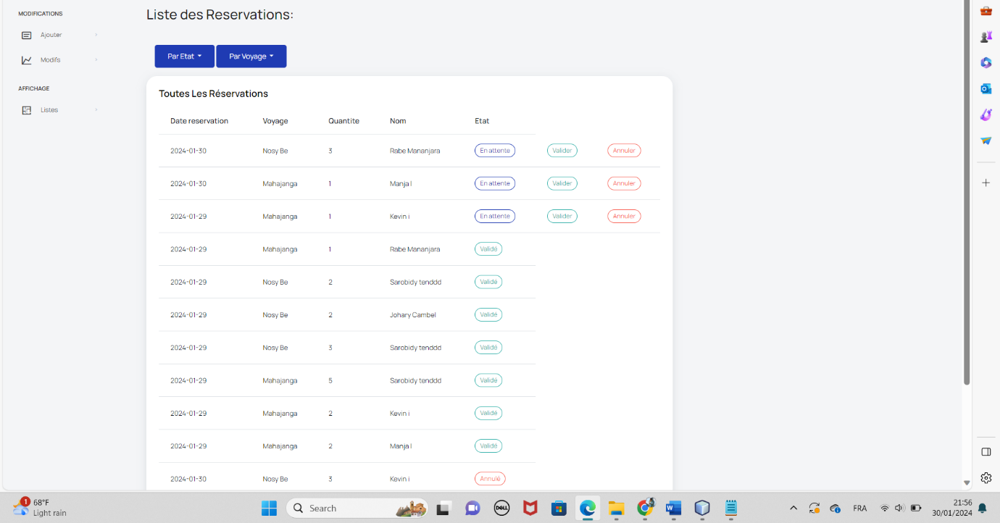 MODIFICATIONS
Ajouter
Modifs
AFFICHAGE
Listes
Liste des Reservations:
Par Etat
Par Voyage
Toutes Les Réservations
Date reservation Voyage Quantite Nom Etat
2024-01-30 Nosy Be 3 Rabe Mananjara En attente Valider Annuler
2024-01-30 Mahajanga 1 Manja l En attente Valider Annuler
2024-01-29 Mahajanga 1 Kevin i En attente Valider Annuler
2024-01-29 Mahajanga 1 Rabe Mananjara Validé
2024-01-29 Nosy Be 2 Sarobidy tenddd Validé
2024-01-29 Nosy Be 2 Johary Cambel Validé
2024-01-29 Nosy Be 3 Sarobidy tenddd Validé
2024-01-29 Mahajanga 5 Sarobidy tenddd Validé
2024-01-29 Mahajanga 2 Kevin i Validé
2024-01-29 Mahajanga 2 Manja l Validé
2024-01-30 Nosy Be 3 Kevin i Annulé
1
68°F
Light rain
Search
DELL
W
FRA
21:56
30/01/2024